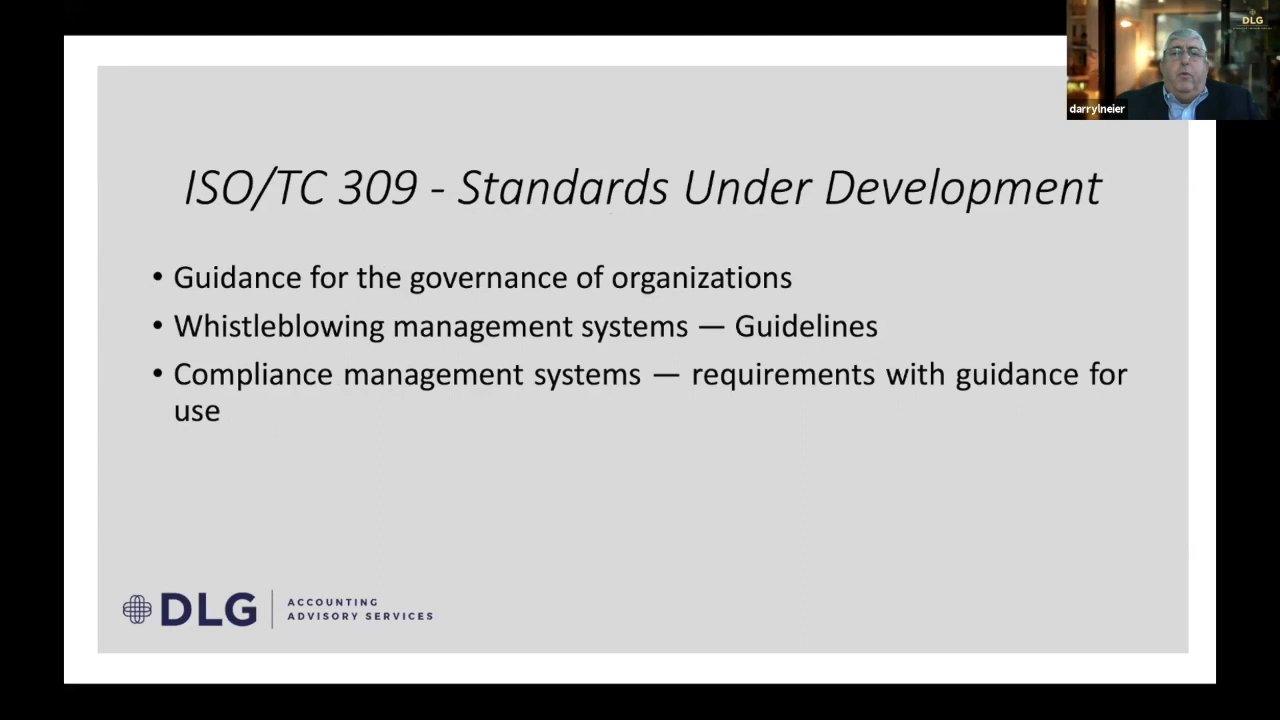 DLG
darrylneier
ISO/TC 309 - Standards Under Development
• Guidance for the governance of organizations
• Whistleblowing management systems — Guidelines
• Compliance management systems — requirements with guidance for
use
DLG
ACCOUNTING
ADVISORY SERVICES